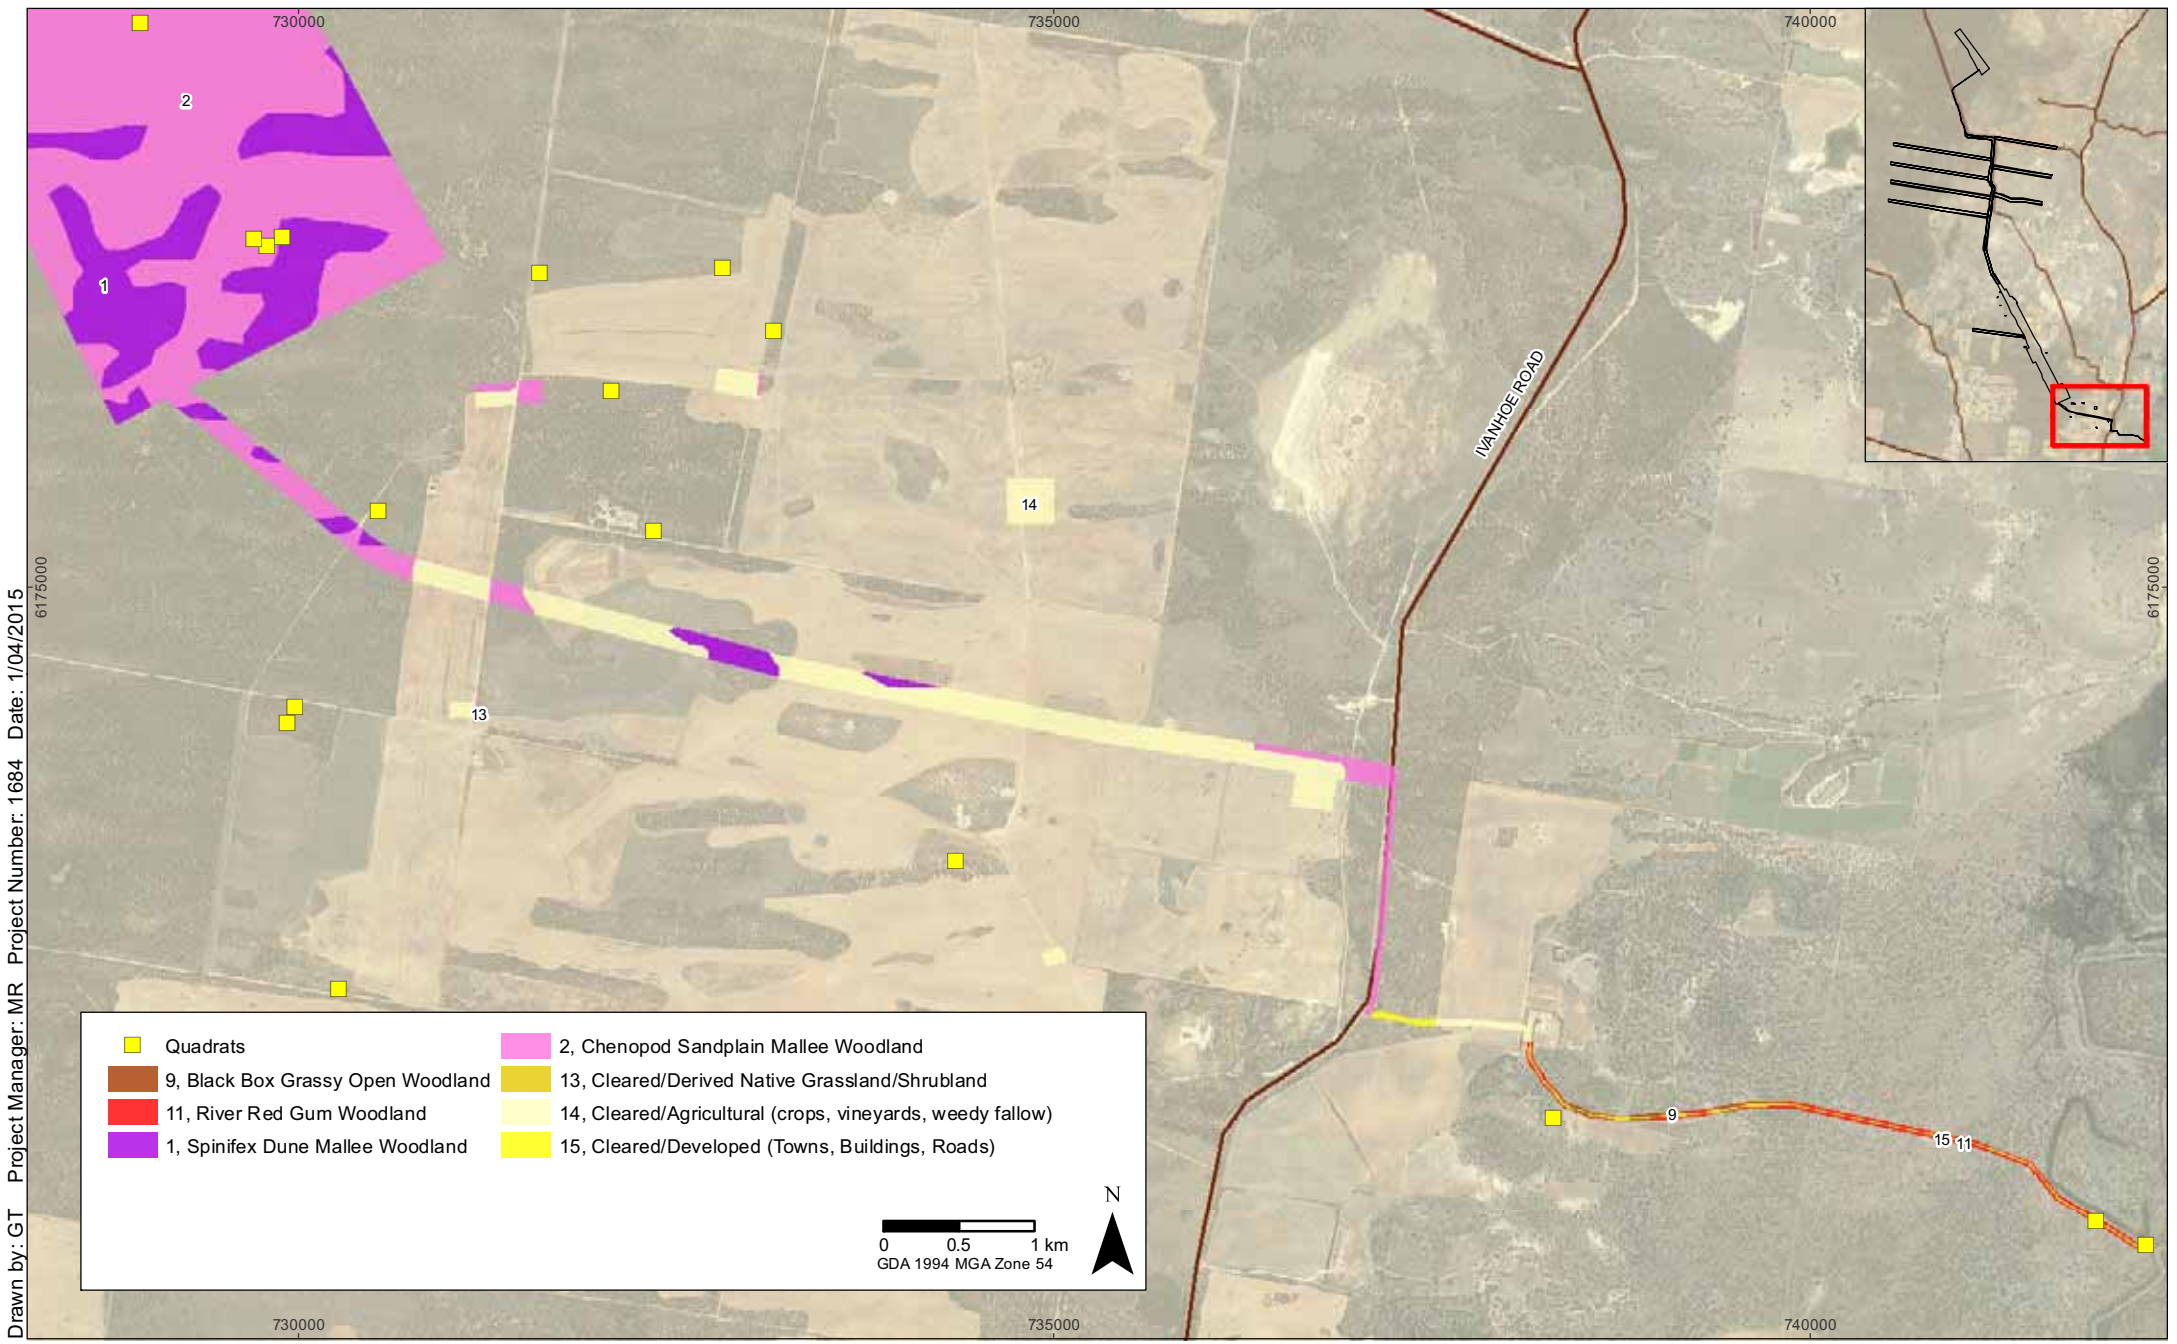 730000
735000
740000
2
1
IVANHOE ROAD
14
13
6175000
6175000
9
15
11
Quadrats
9, Black Box Grassy Open Woodland
11, River Red Gum Woodland
1, Spinifex Dune Mallee Woodland
2, Chenopod Sandplain Mallee Woodland
13, Cleared/Derived Native Grassland/Shrubland
14, Cleared/Agricultural (crops, vineyards, weedy fallow)
15, Cleared/Developed (Towns, Buildings, Roads)
N
0 0.5 1 km
GDA 1994 MGA Zone 54
730000
735000
740000
Drawn by: GT Project Manager: MR Project Number: 1684 Date: 1/04/2015